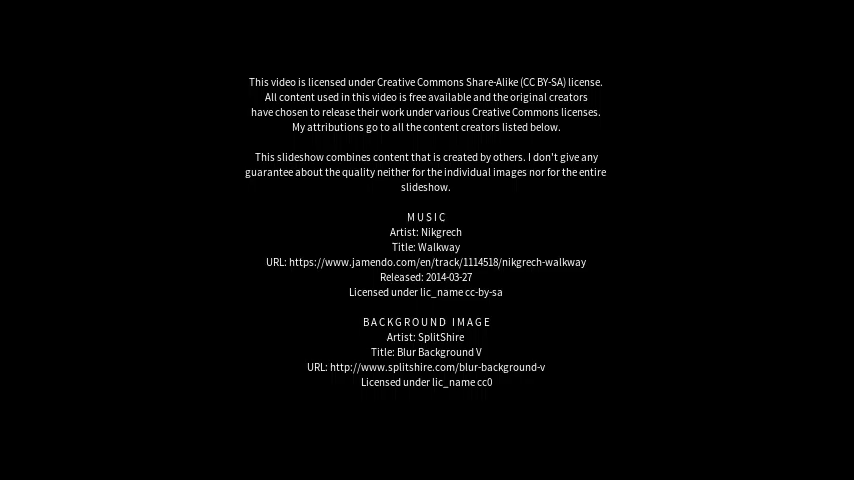 This video is licensed under Creative Commons Share-Alike (CC BY-SA) license.
All content used in this video is free available and the original creators
have chosen to release their work under various Creative Commons licenses.
My attributions go to all the content creators listed below.
This slideshow combines content that is created by others. I don't give any
guarantee about the quality neither for the individual images nor for the entire
slideshow.
MUSIC
Artist: Nikgrech
Title: Walkway
URL: https://www.jamendo.com/en/track/1114518/nikgrech-walkway
Released: 2014-03-27
Licensed under lic_name cc-by-sa
BACKGROUND IMAGE
Artist: SplitShire
Title: Blur Background V
URL: http://www.splitshire.com/blur-background-v
Licensed under lic_name cc0